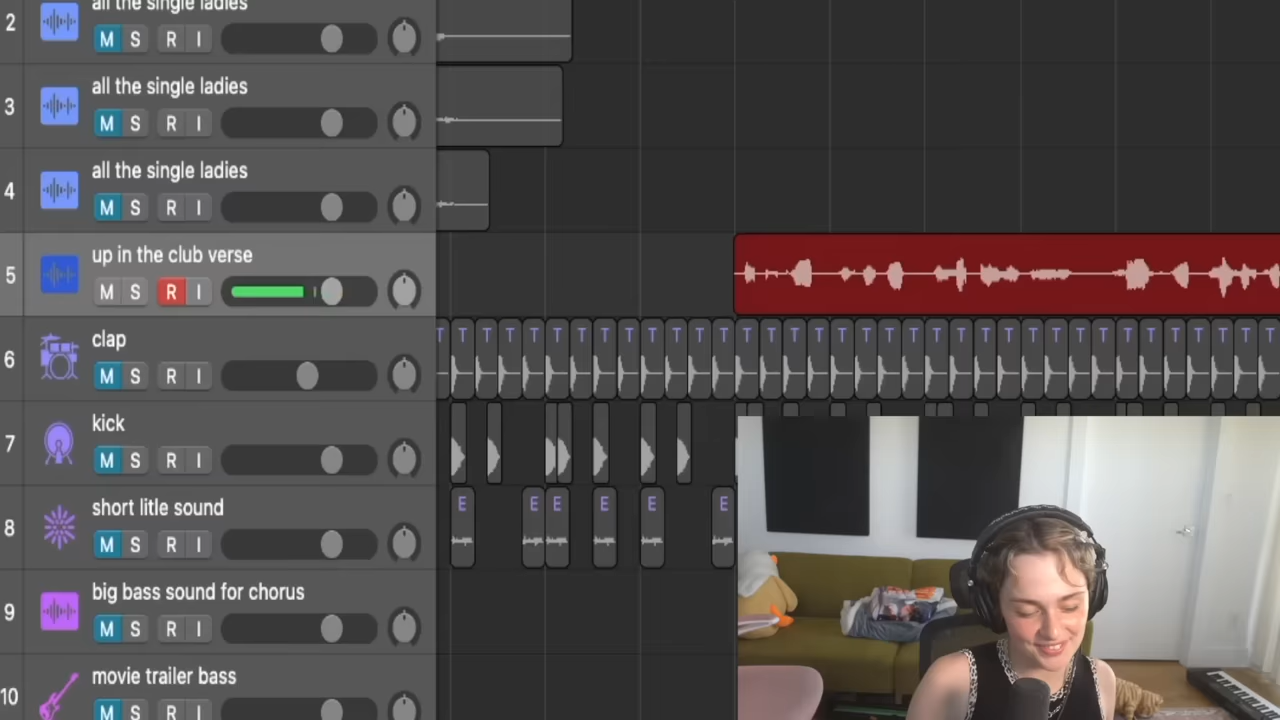 2 all the single ladies
M S R I
3 all the single ladies
M S R I
4 all the single ladies
M S R I
5 up in the club verse
M S R I
6 clap
M S R I
T T T T T T T T T T T T T T T T T T T T T T T T T T T T T T T T T T T T
7 kick
M S R I
8 short litle sound
M S R I
E E E E E E
9 big bass sound for chorus
M S R I
10 movie trailer bass
M S R I